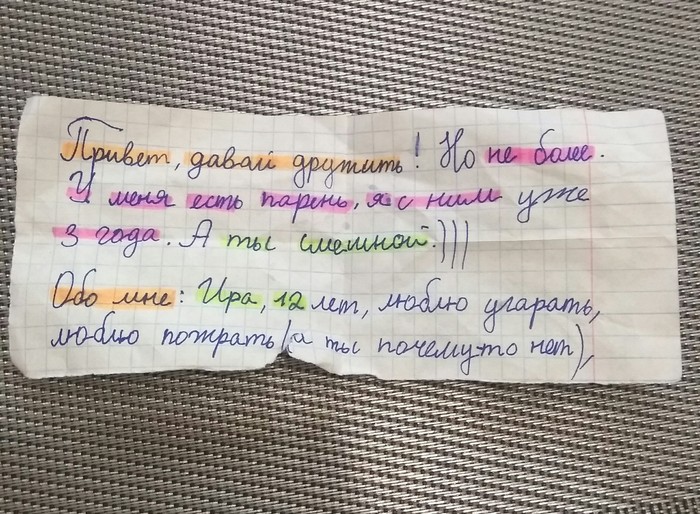 Привет, давай дружить! Но не более.
У меня есть парень, я с ним уже
3 года. А ты смешной.)))
Обо мне: Ира, 12 лет, люблю угарать,
люблю пожрать (а ты почему-то нет),